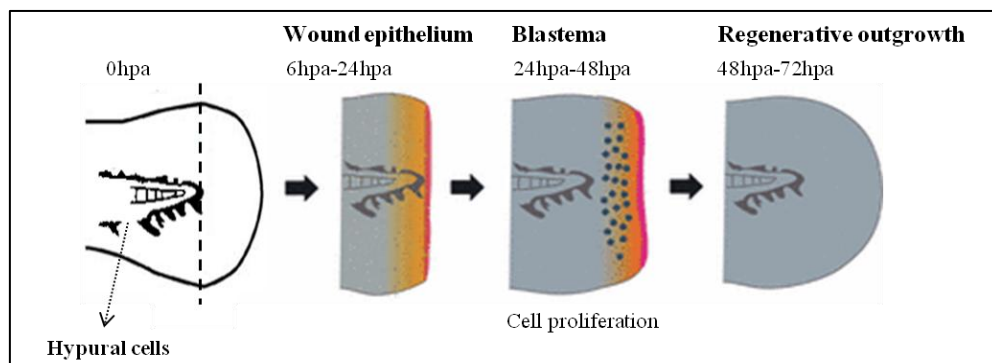 Wound epithelium Blastema Regenerative outgrowth
0hpa 6hpa-24hpa 24hpa-48hpa 48hpa-72hpa
Cell proliferation
Hypural cells